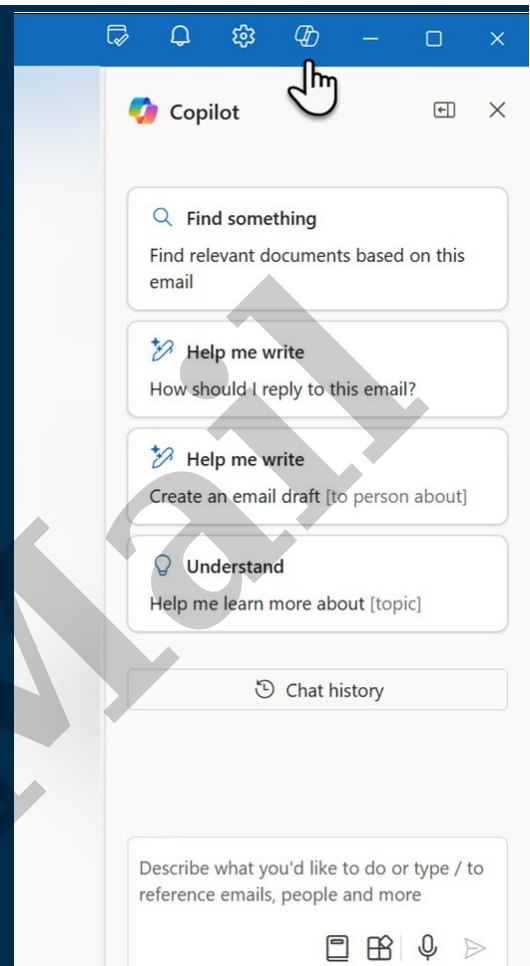 Copilot
Find something
Find relevant documents based on this
email
Help me write
How should I reply to this email?
Help me write
Create an email draft [to person about]
Understand
Help me learn more about [topic]
Chat history
Describe what you'd like to do or type / to
reference emails, people and more
Mail